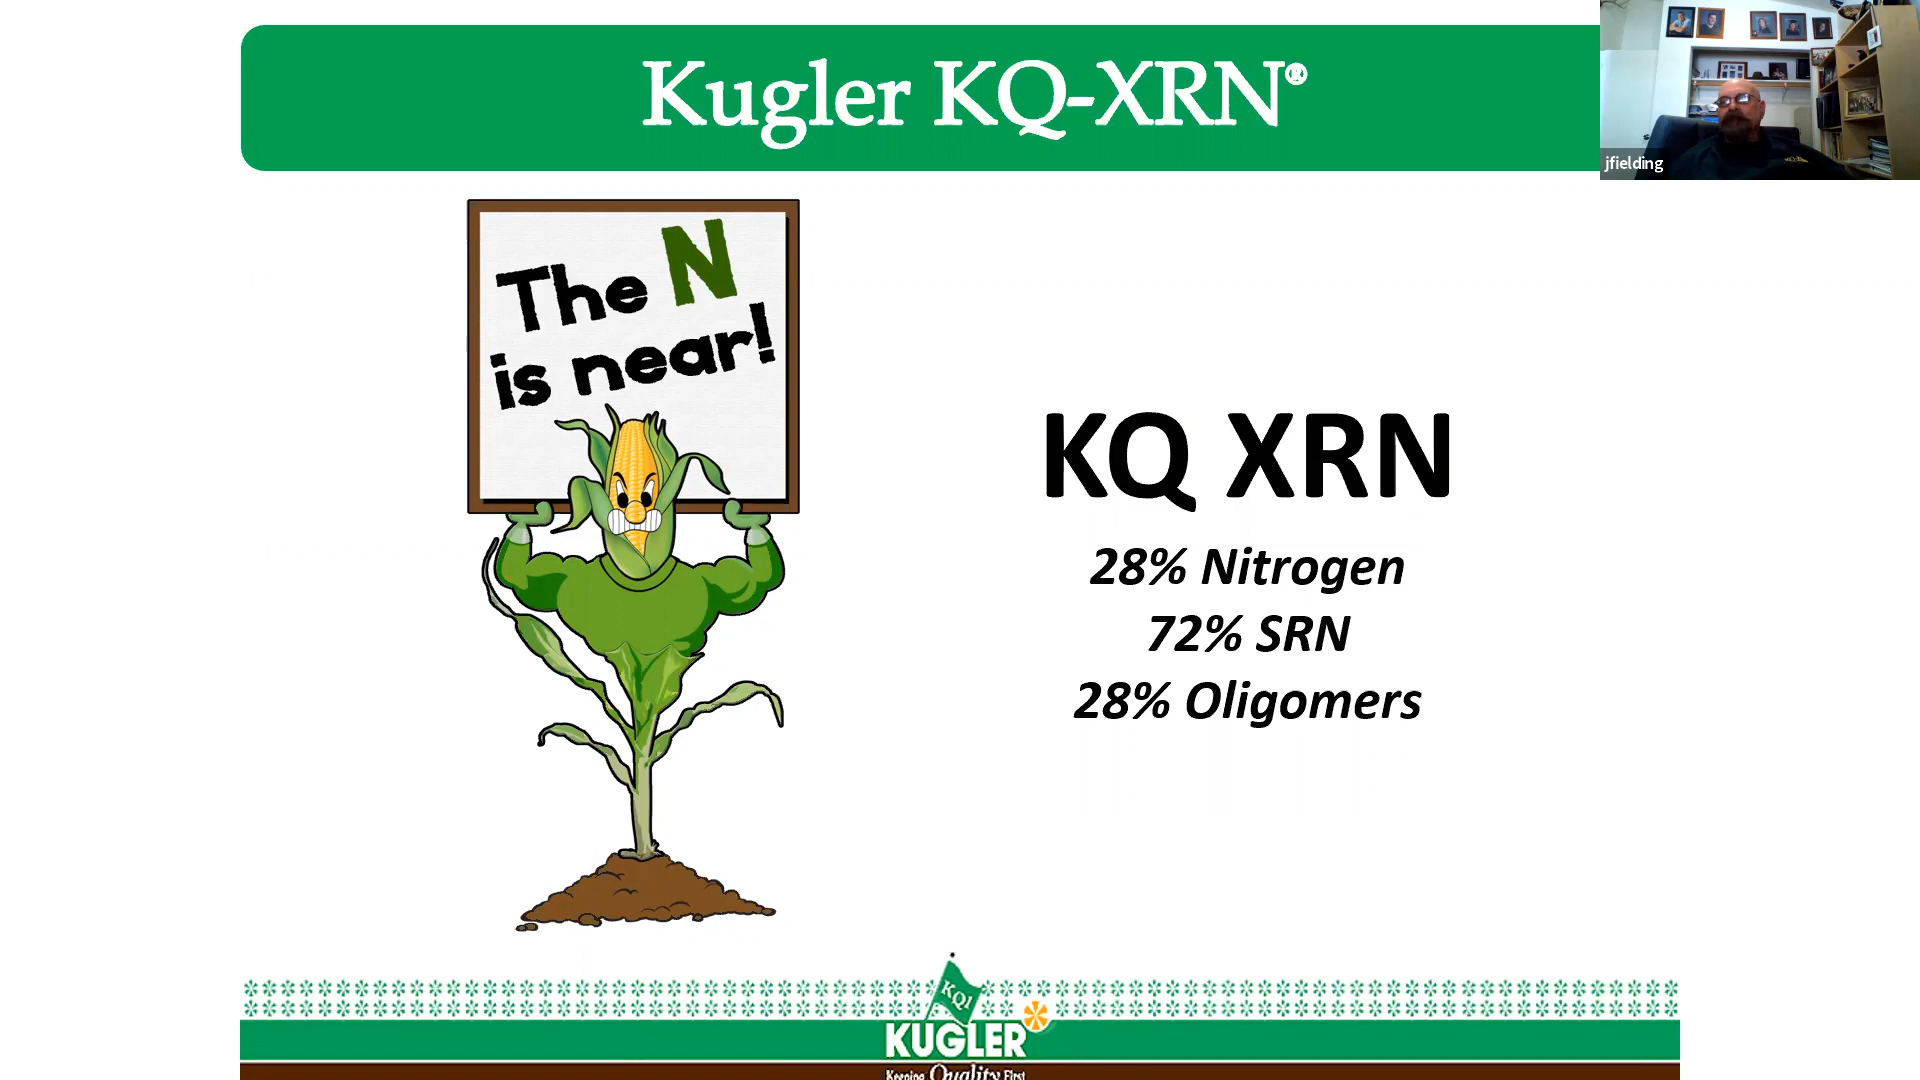 Kugler KQ-XRN®
jfielding
The N
is near!
KQ XRN
28% Nitrogen
72% SRN
28% Oligomers
KQ1
KUGLER
Keeping Quality First